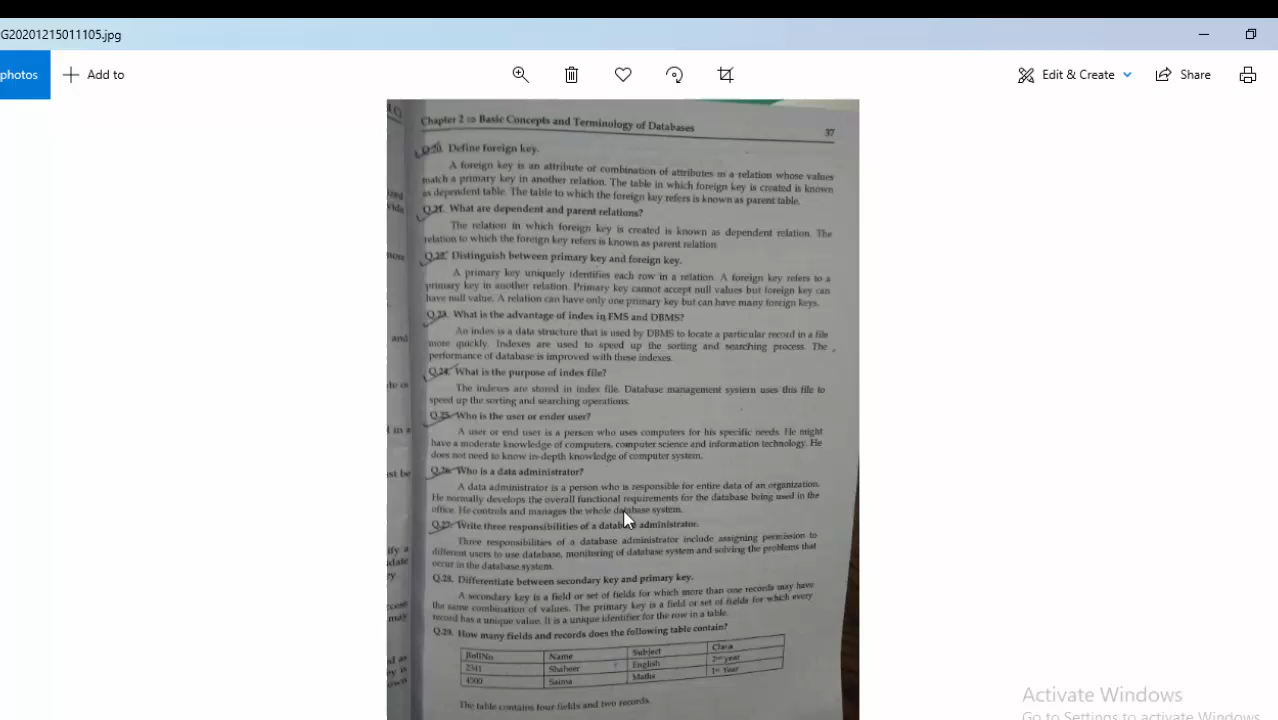 G20201215011105.jpg
photos
Add to
Edit & Create
Share
Chapter 2 ⇒ Basic Concepts and Terminology of Databases 37
Q.20. Define foreign key.
A foreign key is an attribute or combination of attributes in a relation whose values
match a primary key in another relation. The table in which foreign key is created is known
as dependent table. The table to which the foreign key refers is known as parent table.
Q.21. What are dependent and parent relations?
The relation in which foreign key is created is known as dependent relation. The
relation to which the foreign key refers is known as parent relation.
Q.22. Distinguish between primary key and foreign key.
A primary key uniquely identifies each row in a relation. A foreign key refers to a
primary key in another relation. Primary key cannot accept null values but foreign key can
have null value. A relation can have only one primary key but can have many foreign keys.
Q.23. What is the advantage of index in FMS and DBMS?
An index is a data structure that is used by DBMS to locate a particular record in a file
more quickly. Indexes are used to speed up the sorting and searching process. The
performance of database is improved with these indexes.
Q.24. What is the purpose of index file?
The indexes are stored in index file. Database management system uses this file to
speed up the sorting and searching operations.
Q.25. Who is the user or ender user?
A user or end user is a person who uses computers for his specific needs. He might
have a moderate knowledge of computers, computer science and information technology. He
does not need to know in-depth knowledge of computer system.
Q.26. Who is a data administrator?
A data administrator is a person who is responsible for entire data of an organization.
He normally develops the overall functional requirements for the database being used in the
office. He controls and manages the whole database system.
Q.27. Write three responsibilities of a database administrator.
Three responsibilities of a database administrator include assigning permission to
different users to use database, monitoring of database system and solving the problems that
occur in the database system.
Q.28. Differentiate between secondary key and primary key.
A secondary key is a field or set of fields for which more than one records may have
the same combination of values. The primary key is a field or set of fields for which every
record has a unique value. It is a unique identifier for the row in a table.
Q.29. How many fields and records does the following table contain?
RollNo Name Subject Class
2341 Shaheer English 2nd year
4500 Saima Maths 1st Year
The table contains four fields and two records.
Activate Windows
Go to Settings to activate Windows